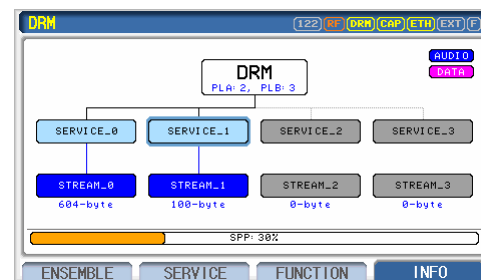 DRM (122) RF DRM CAP ETH EXT F
AUDIO
DATA
DRM
PLA: 2, PLB: 3
SERVICE_0 SERVICE_1 SERVICE_2 SERVICE_3
STREAM_0 STREAM_1 STREAM_2 STREAM_3
604-byte 100-byte 0-byte 0-byte
SPP: 30%
ENSEMBLE SERVICE FUNCTION INFO